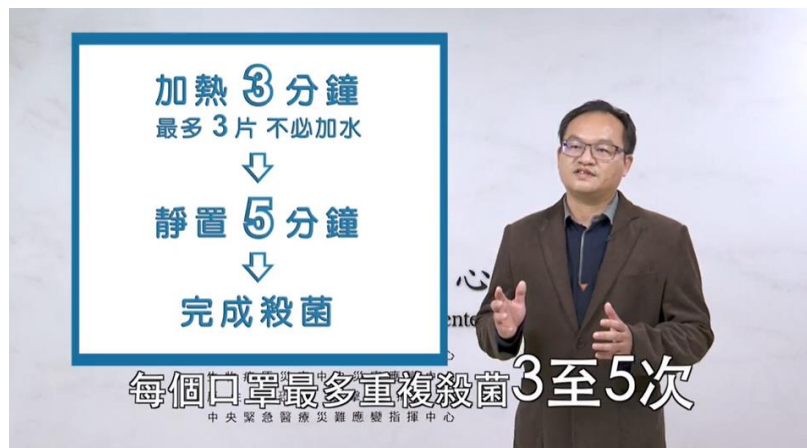 加熱 3 分鐘
最多 3 片 不必加水
靜置 5 分鐘
完成殺菌
心
ente
每個口罩最多重複殺菌3至5次
中央緊急醫療災難應變指揮中心